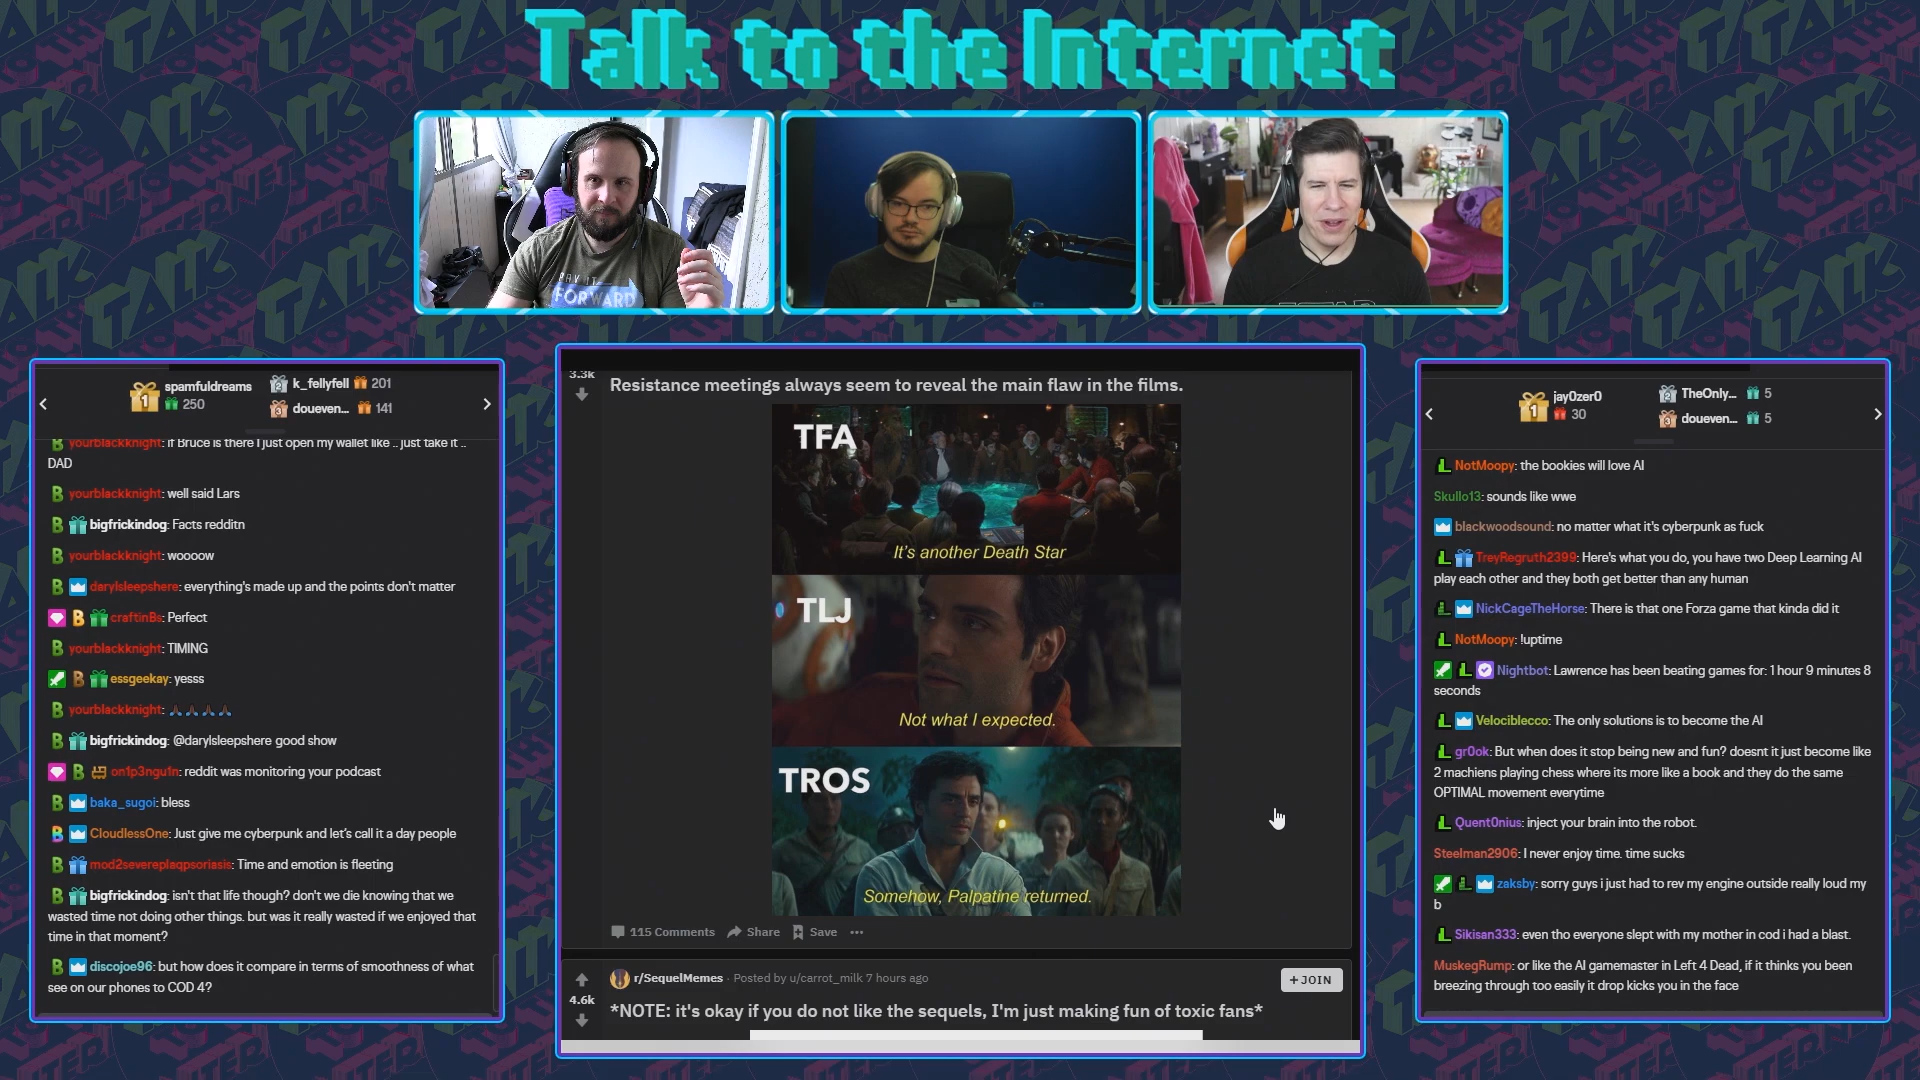 Talk to the Internet
PAY IT
FORWARD
spamfuldreams
250
k_fellyfell 201
doueven... 141
yourblackknight: if Bruce is there I just open my wallet like .. just take it ..
DAD
yourblackknight: well said Lars
bigfrickindog: Facts redditn
yourblackknight: woooow
darylsleepshere: everything's made up and the points don't matter
craftinBs: Perfect
yourblackknight: TIMING
essgeekay: yesss
yourblackknight:
bigfrickindog: @darylsleepshere good show
on1p3ngu1n: reddit was monitoring your podcast
baka_sugoi: bless
CloudlessOne: Just give me cyberpunk and let's call it a day people
mod2severeplaqpsoriasis: Time and emotion is fleeting
bigfrickindog: isn't that life though? don't we die knowing that we
wasted time not doing other things. but was it really wasted if we enjoyed that
time in that moment?
discojoe96: but how does it compare in terms of smoothness of what
see on our phones to COD 4?
3.3k
Resistance meetings always seem to reveal the main flaw in the films.
TFA
It's another Death Star
TLJ
Not what I expected.
TROS
Somehow, Palpatine returned.
115 Comments Share Save ...
r/SequelMemes · Posted by u/carrot_milk 7 hours ago
+JOIN
4.6k
*NOTE: it's okay if you do not like the sequels, I'm just making fun of toxic fans*
jay0zer0
30
TheOnly... 5
doueven... 5
NotMoopy: the bookies will love AI
Skullo13: sounds like wwe
blackwoodsound: no matter what it's cyberpunk as fuck
TreyRegruth2399: Here's what you do, you have two Deep Learning AI
play each other and they both get better than any human
NickCageTheHorse: There is that one Forza game that kinda did it
NotMoopy: !uptime
Nightbot: Lawrence has been beating games for: 1 hour 9 minutes 8
seconds
Velociblecco: The only solutions is to become the AI
gr0ok: But when does it stop being new and fun? doesnt it just become like
2 machiens playing chess where its more like a book and they do the same
OPTIMAL movement everytime
Quent0nius: inject your brain into the robot.
Steelman2906: I never enjoy time. time sucks
zaksby: sorry guys i just had to rev my engine outside really loud my
b
Sikisan333: even tho everyone slept with my mother in cod i had a blast.
MuskegRump: or like the AI gamemaster in Left 4 Dead, if it thinks you been
breezing through too easily it drop kicks you in the face